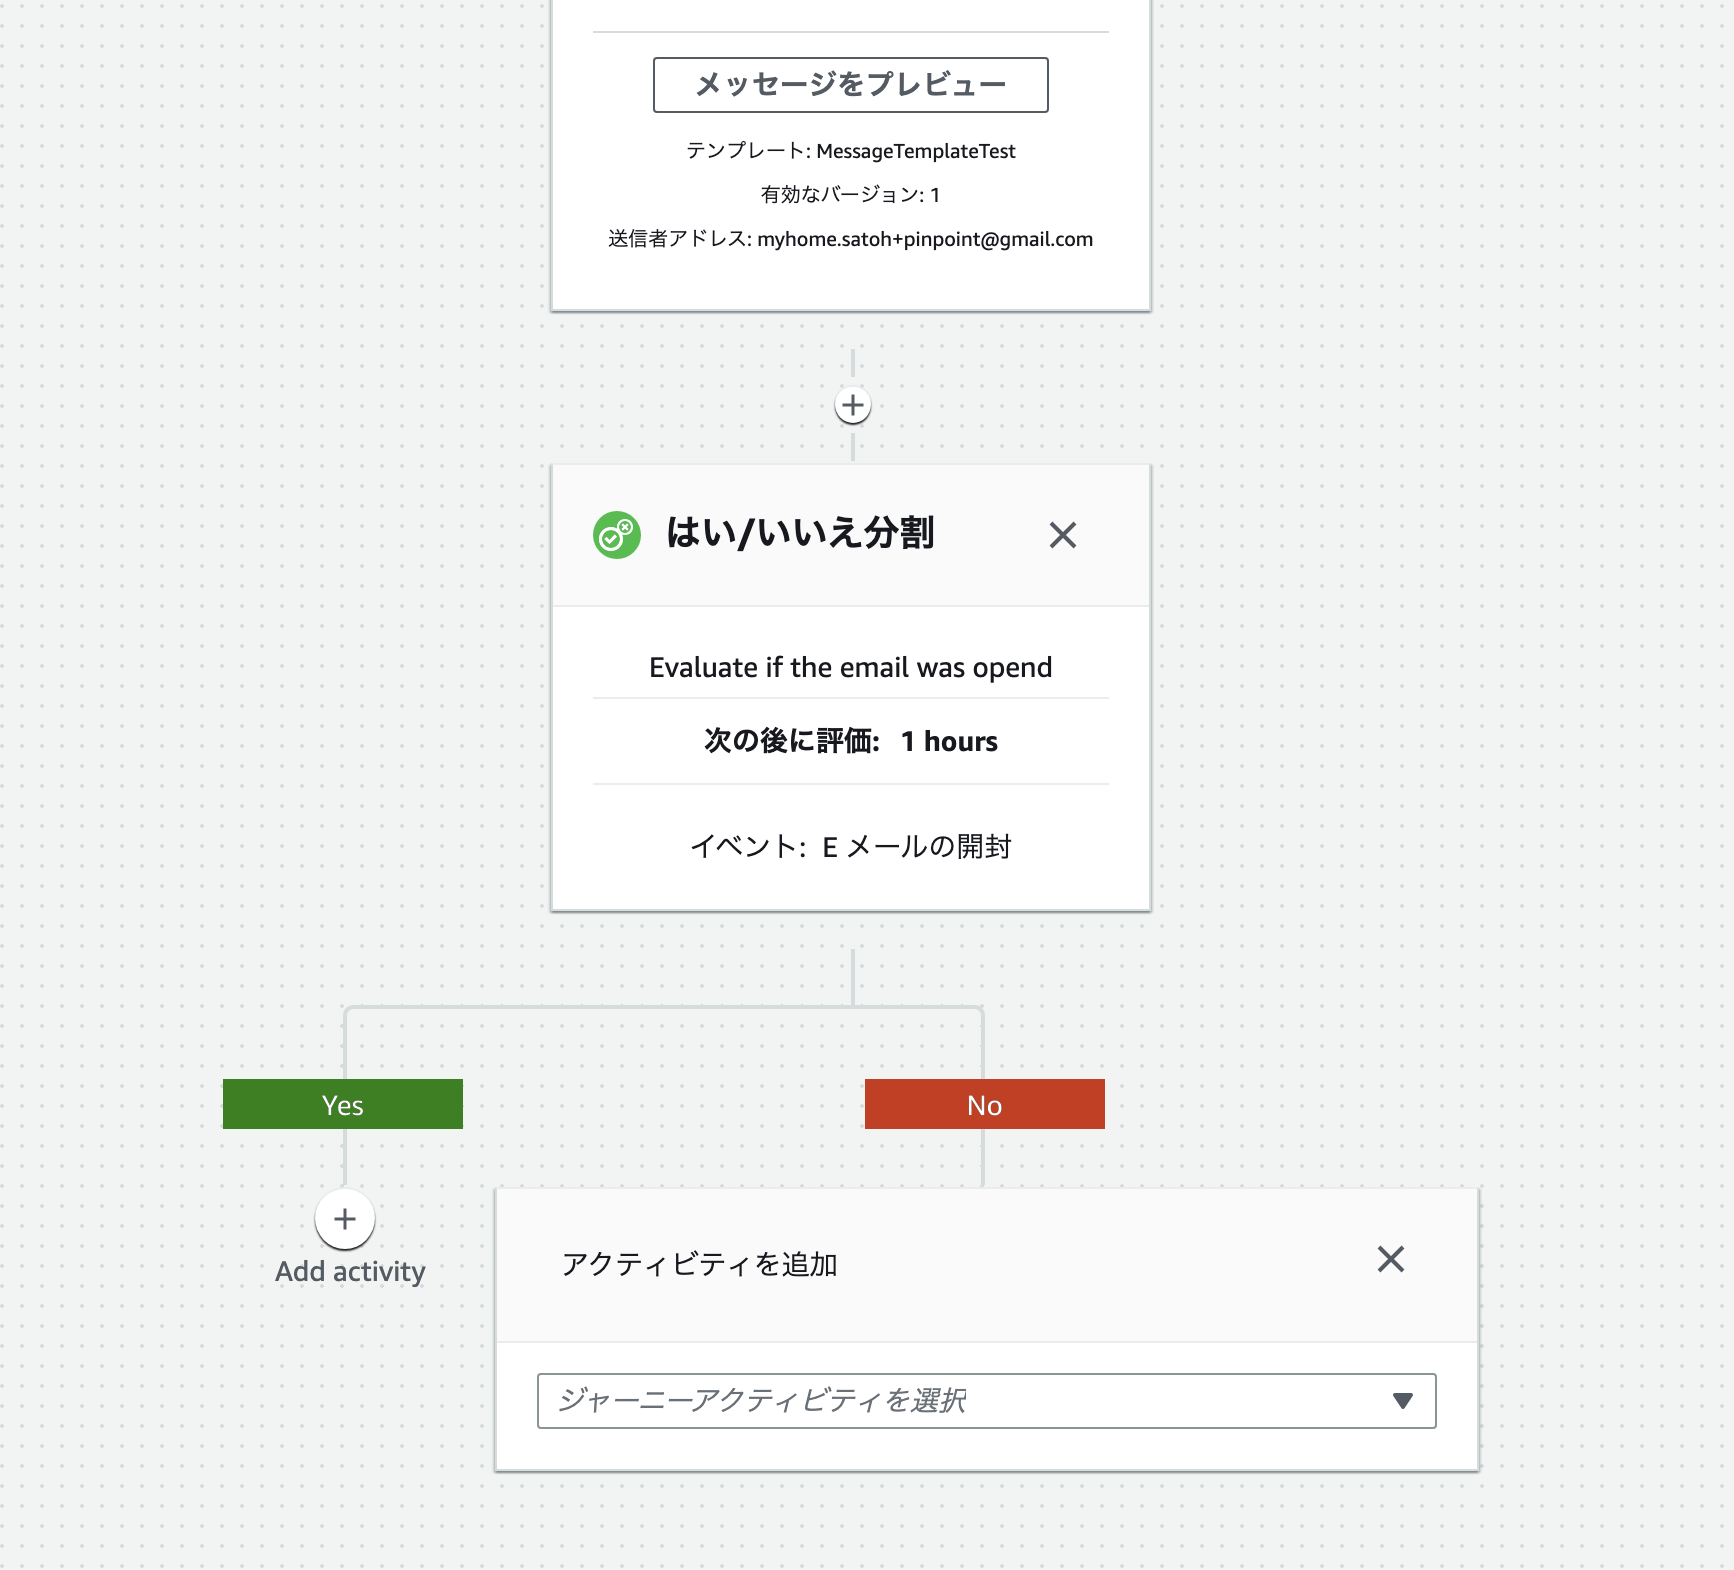 メッセージをプレビュー
テンプレート: MessageTemplateTest
有効なバージョン: 1
送信者アドレス: myhome.satoh+pinpoint@gmail.com
はい/いいえ分割
Evaluate if the email was opend
次の後に評価: 1 hours
イベント: E メールの開封
Yes
No
Add activity
アクティビティを追加
ジャーニーアクティビティを選択